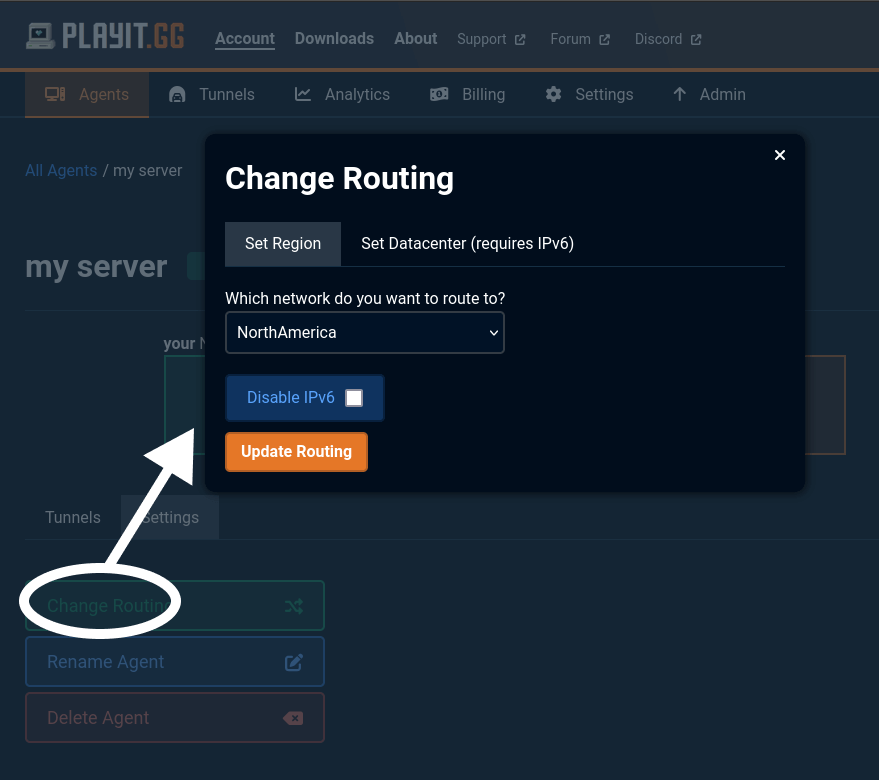 PLAYIT.GG Account Downloads About Support Forum Discord
Agents Tunnels Analytics Billing Settings Admin
All Agents / my server
Change Routing
Set Region Set Datacenter (requires IPv6)
my server
Which network do you want to route to?
NorthAmerica
your
Disable IPv6
Update Routing
Tunnels Settings
Change Routing
Rename Agent
Delete Agent